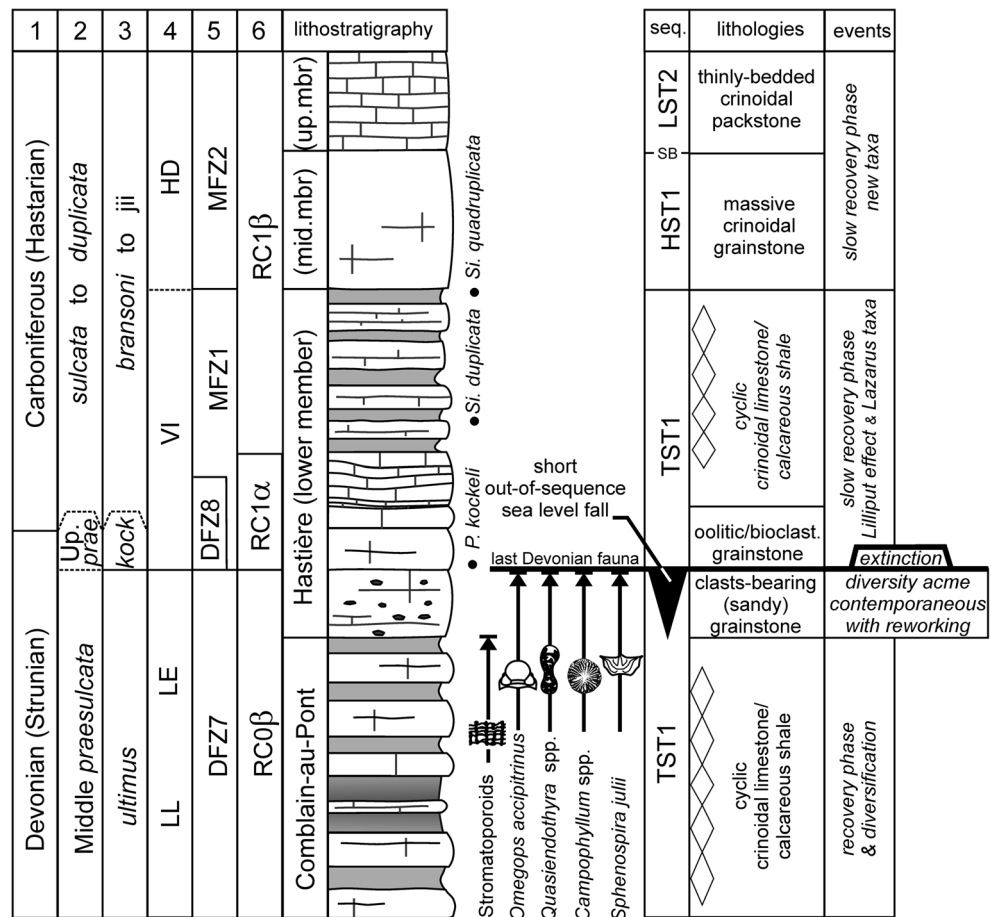 1 2 3 4 5 6 lithostratigraphy
seq. lithologies events
Carboniferous (Hastarian)
Devonian (Strunian)
sulcata to duplicata
Up.
prae
Middle praesulcata
bransoni to jii
kock
ultimus
HD
VI
LE
LL
MFZ2
MFZ1
DFZ8
DFZ7
RC1β
RC1α
RC0β
(up.mbr)
(mid.mbr)
Hastière (lower member)
Comblain-au-Pont
Si. quadruplicata
Si. duplicata
P. kockeli
short
out-of-sequence
sea level fall
last Devonian fauna
Stromatoporoids
Omegops accipitrinus
Quasiendothyra spp.
Campophyllum spp.
Sphenospira julii
LST2
SB
HST1
TST1
TST1
thinly-bedded
crinoidal
packstone
massive
crinoidal
grainstone
cyclic
crinoidal limestone/
calcareous shale
oolitic/bioclast.
grainstone
clasts-bearing
(sandy)
grainstone
cyclic
crinoidal limestone/
calcareous shale
slow recovery phase
new taxa
slow recovery phase
Lilliput effect & Lazarus taxa
extinction
diversity acme
contemporaneous
with reworking
recovery phase
& diversification